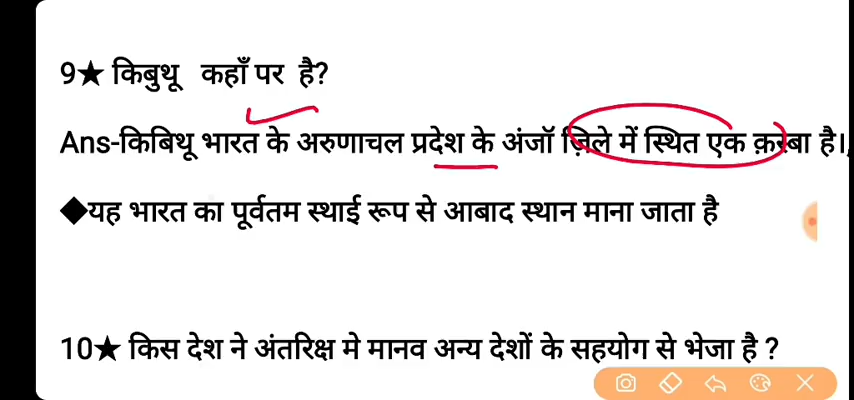 9★ किबुथू कहाँ पर है?
Ans-किबिथू भारत के अरुणाचल प्रदेश के अंजॉ ज़िले में स्थित एक क़स्बा है।,
◆यह भारत का पूर्वतम स्थाई रूप से आबाद स्थान माना जाता है
10★ किस देश ने अंतरिक्ष मे मानव अन्य देशों के सहयोग से भेजा है ?